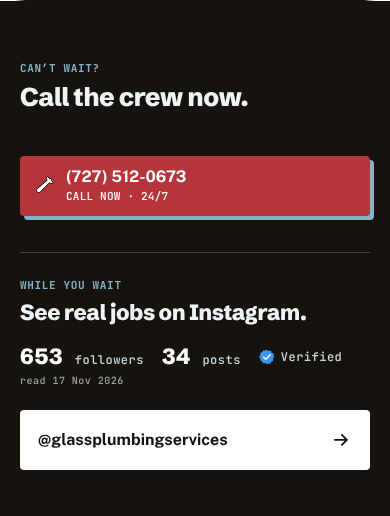 CAN’T WAIT?
Call the crew now.
(727) 512-0673
CALL NOW · 24/7
WHILE YOU WAIT
See real jobs on Instagram.
653 followers 34 posts Verified
read 17 Nov 2026
@glassplumbingservices →